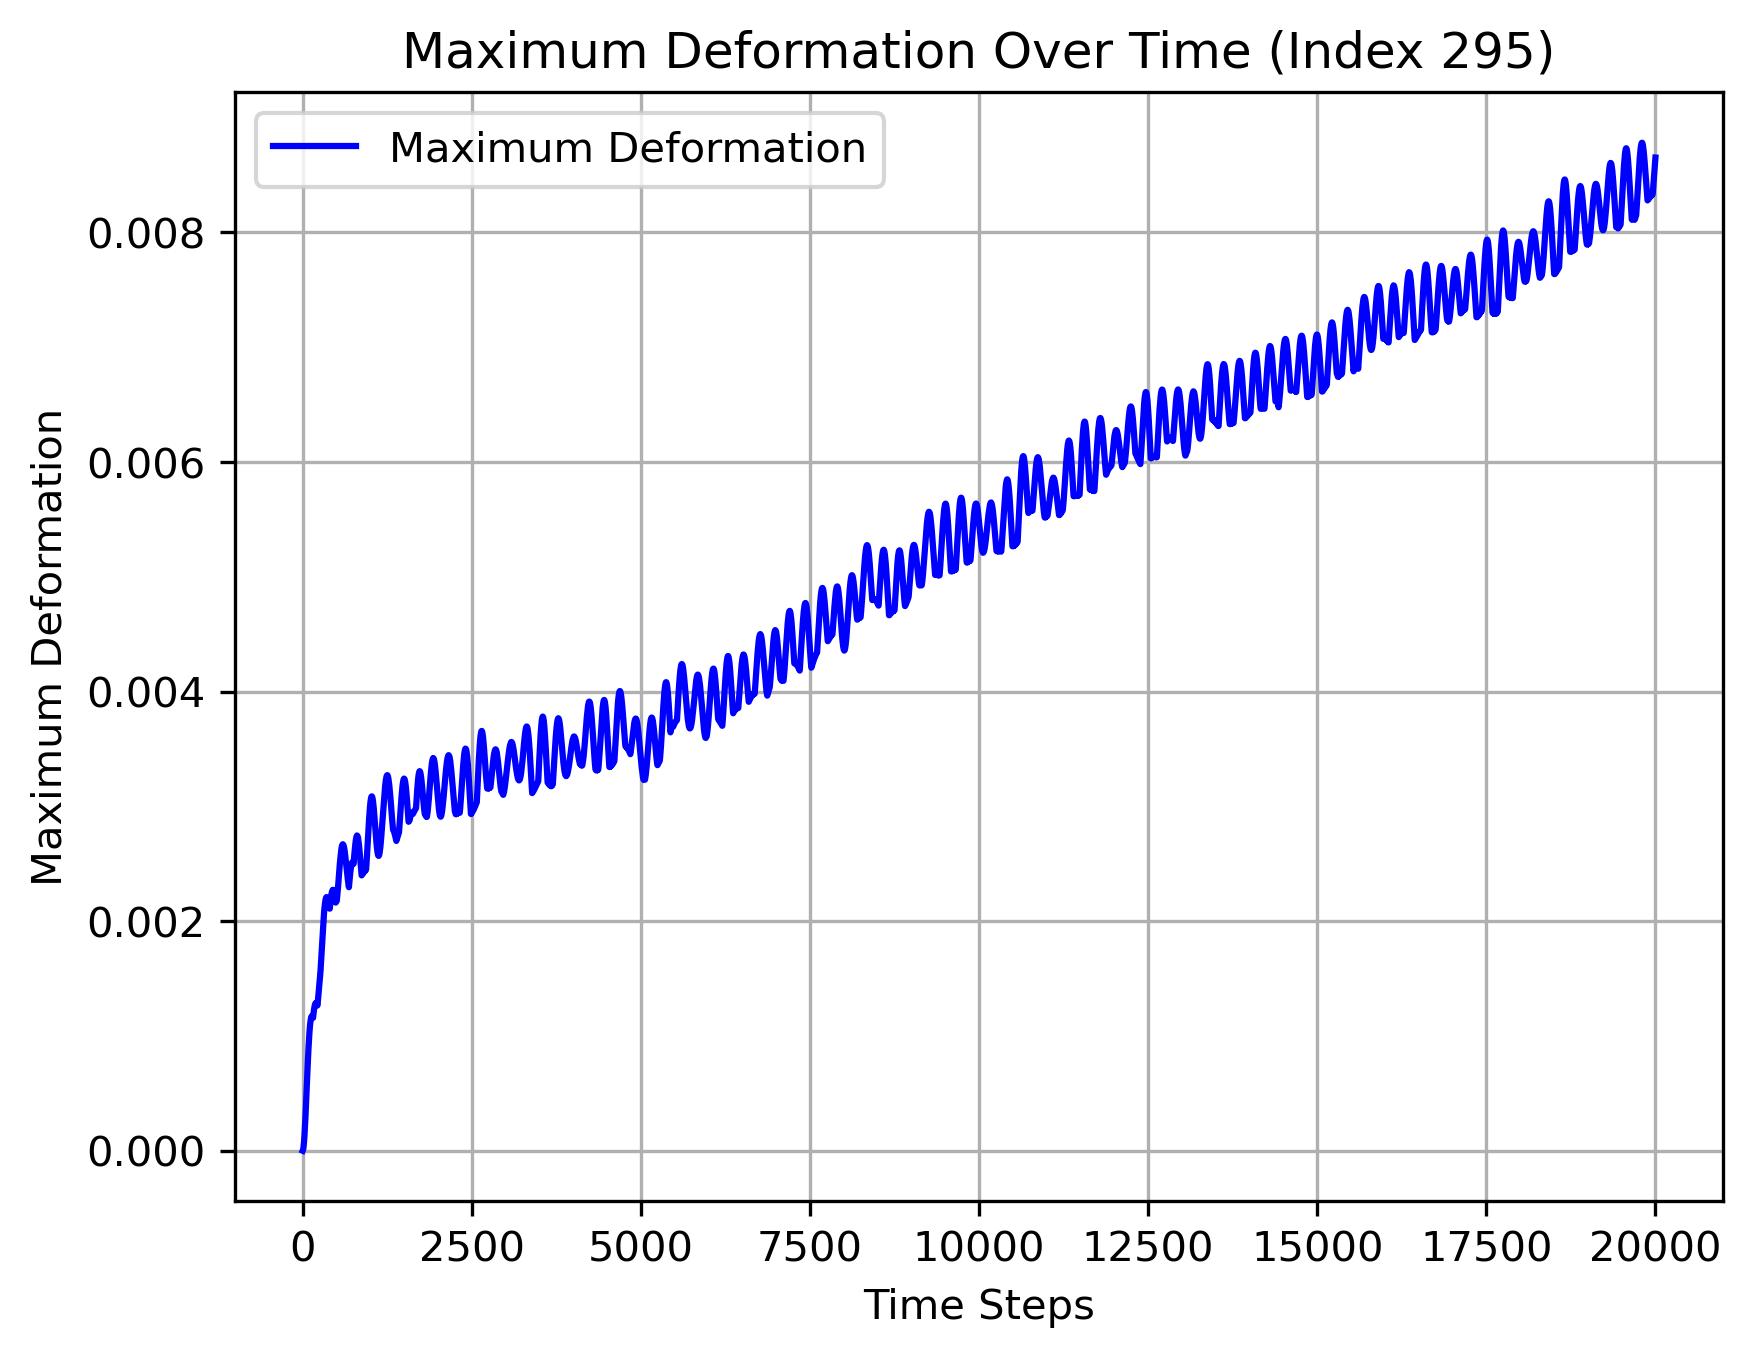 Maximum Deformation Over Time (Index 295)
Maximum Deformation
Maximum Deformation
0.008
0.006
0.004
0.002
0.000
0 2500 5000 7500 10000 12500 15000 17500 20000
Time Steps